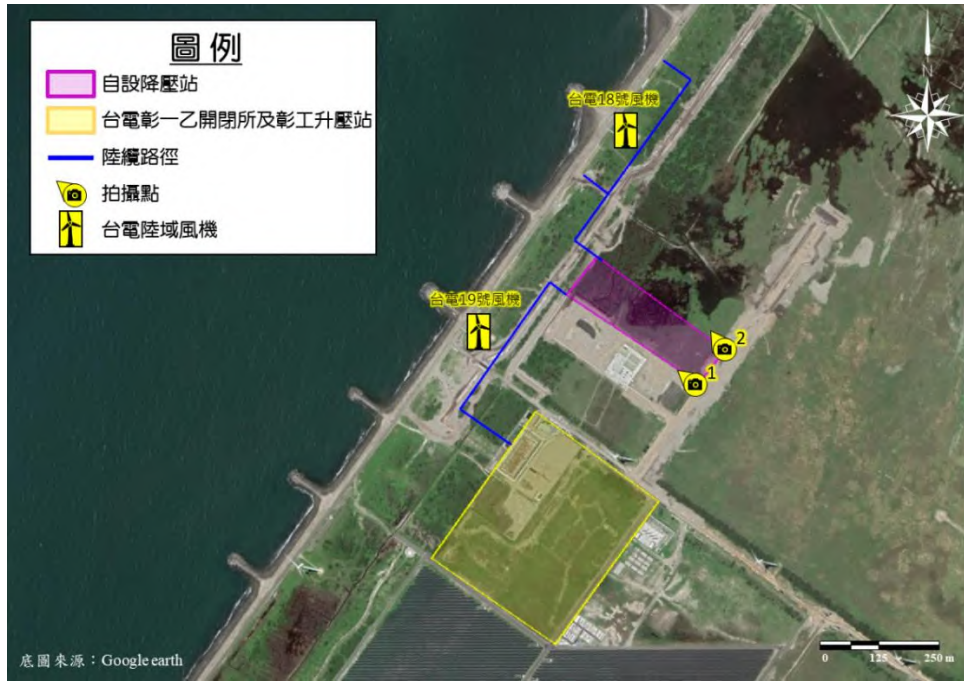 圖例
自設降壓站
台電彰一乙開閉所及彰工升壓站
陸纜路徑
拍攝點
台電陸域風機
N
台電18號風機
台電19號風機
2
1
底圖來源：Google earth
0 125 250 m